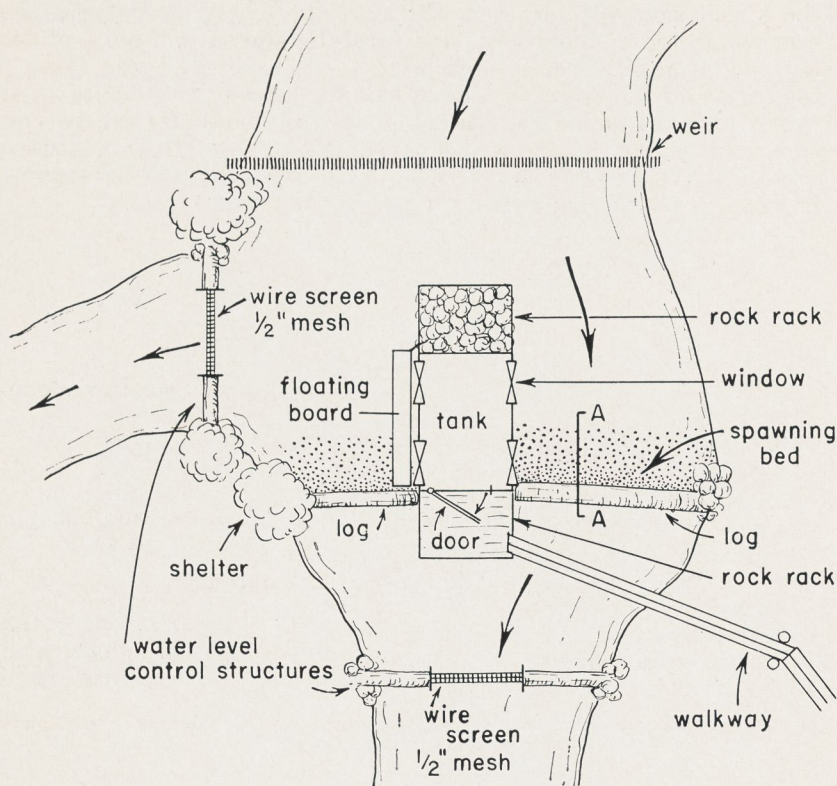 weir
wire screen
1/2" mesh
rock rack
floating
board
window
tank
A
spawning
bed
A
log
door
log
shelter
rock rack
water level
control structures
walkway
wire
screen
1/2" mesh